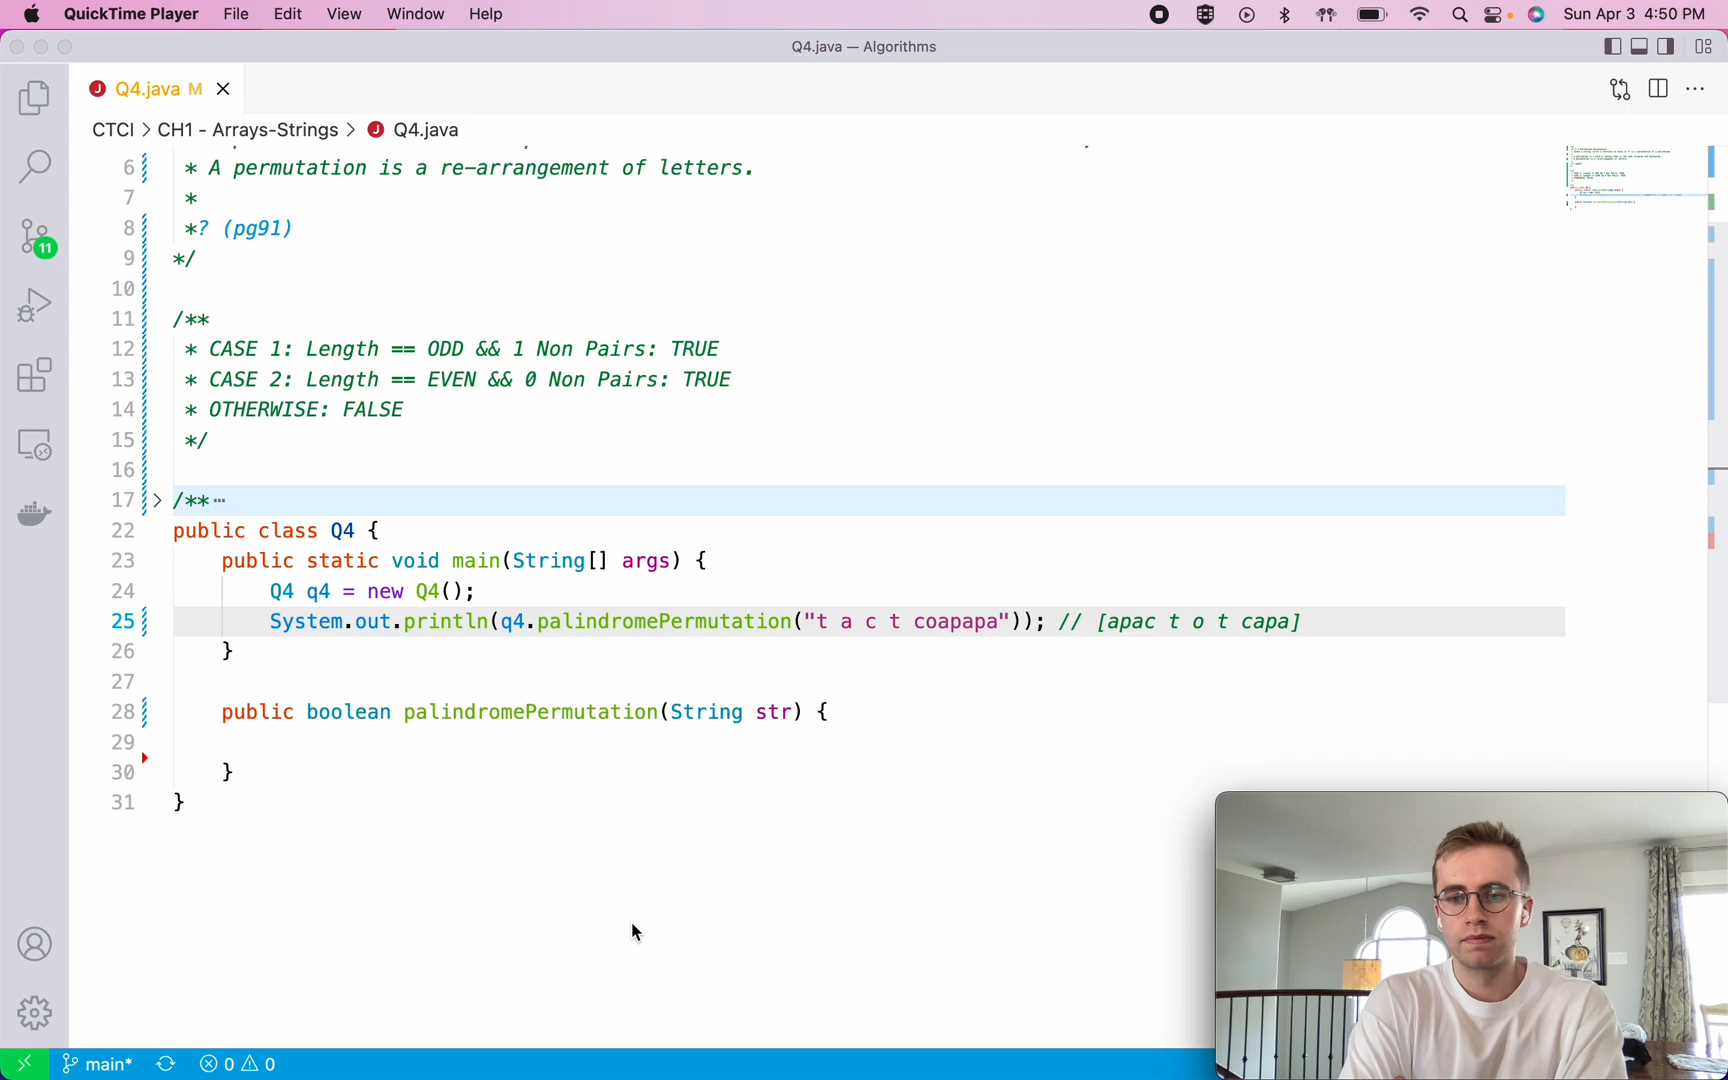 QuickTime Player File Edit View Window Help Sun Apr 3 4:50 PM
Q4.java — Algorithms
J Q4.java M
CTCI > CH1 - Arrays-Strings > J Q4.java
6 * A permutation is a re-arrangement of letters.
7 *
8 *? (pg91)
9 */
10
11 /**
12 * CASE 1: Length == ODD && 1 Non Pairs: TRUE
13 * CASE 2: Length == EVEN && 0 Non Pairs: TRUE
14 * OTHERWISE: FALSE
15 */
16
17 /** ⋯
22 public class Q4 {
23 public static void main(String[] args) {
24 Q4 q4 = new Q4();
25 System.out.println(q4.palindromePermutation("t a c t coapapa")); // [apac t o t capa]
26 }
27
28 public boolean palindromePermutation(String str) {
29
30 }
31 }
11
main* 0 0